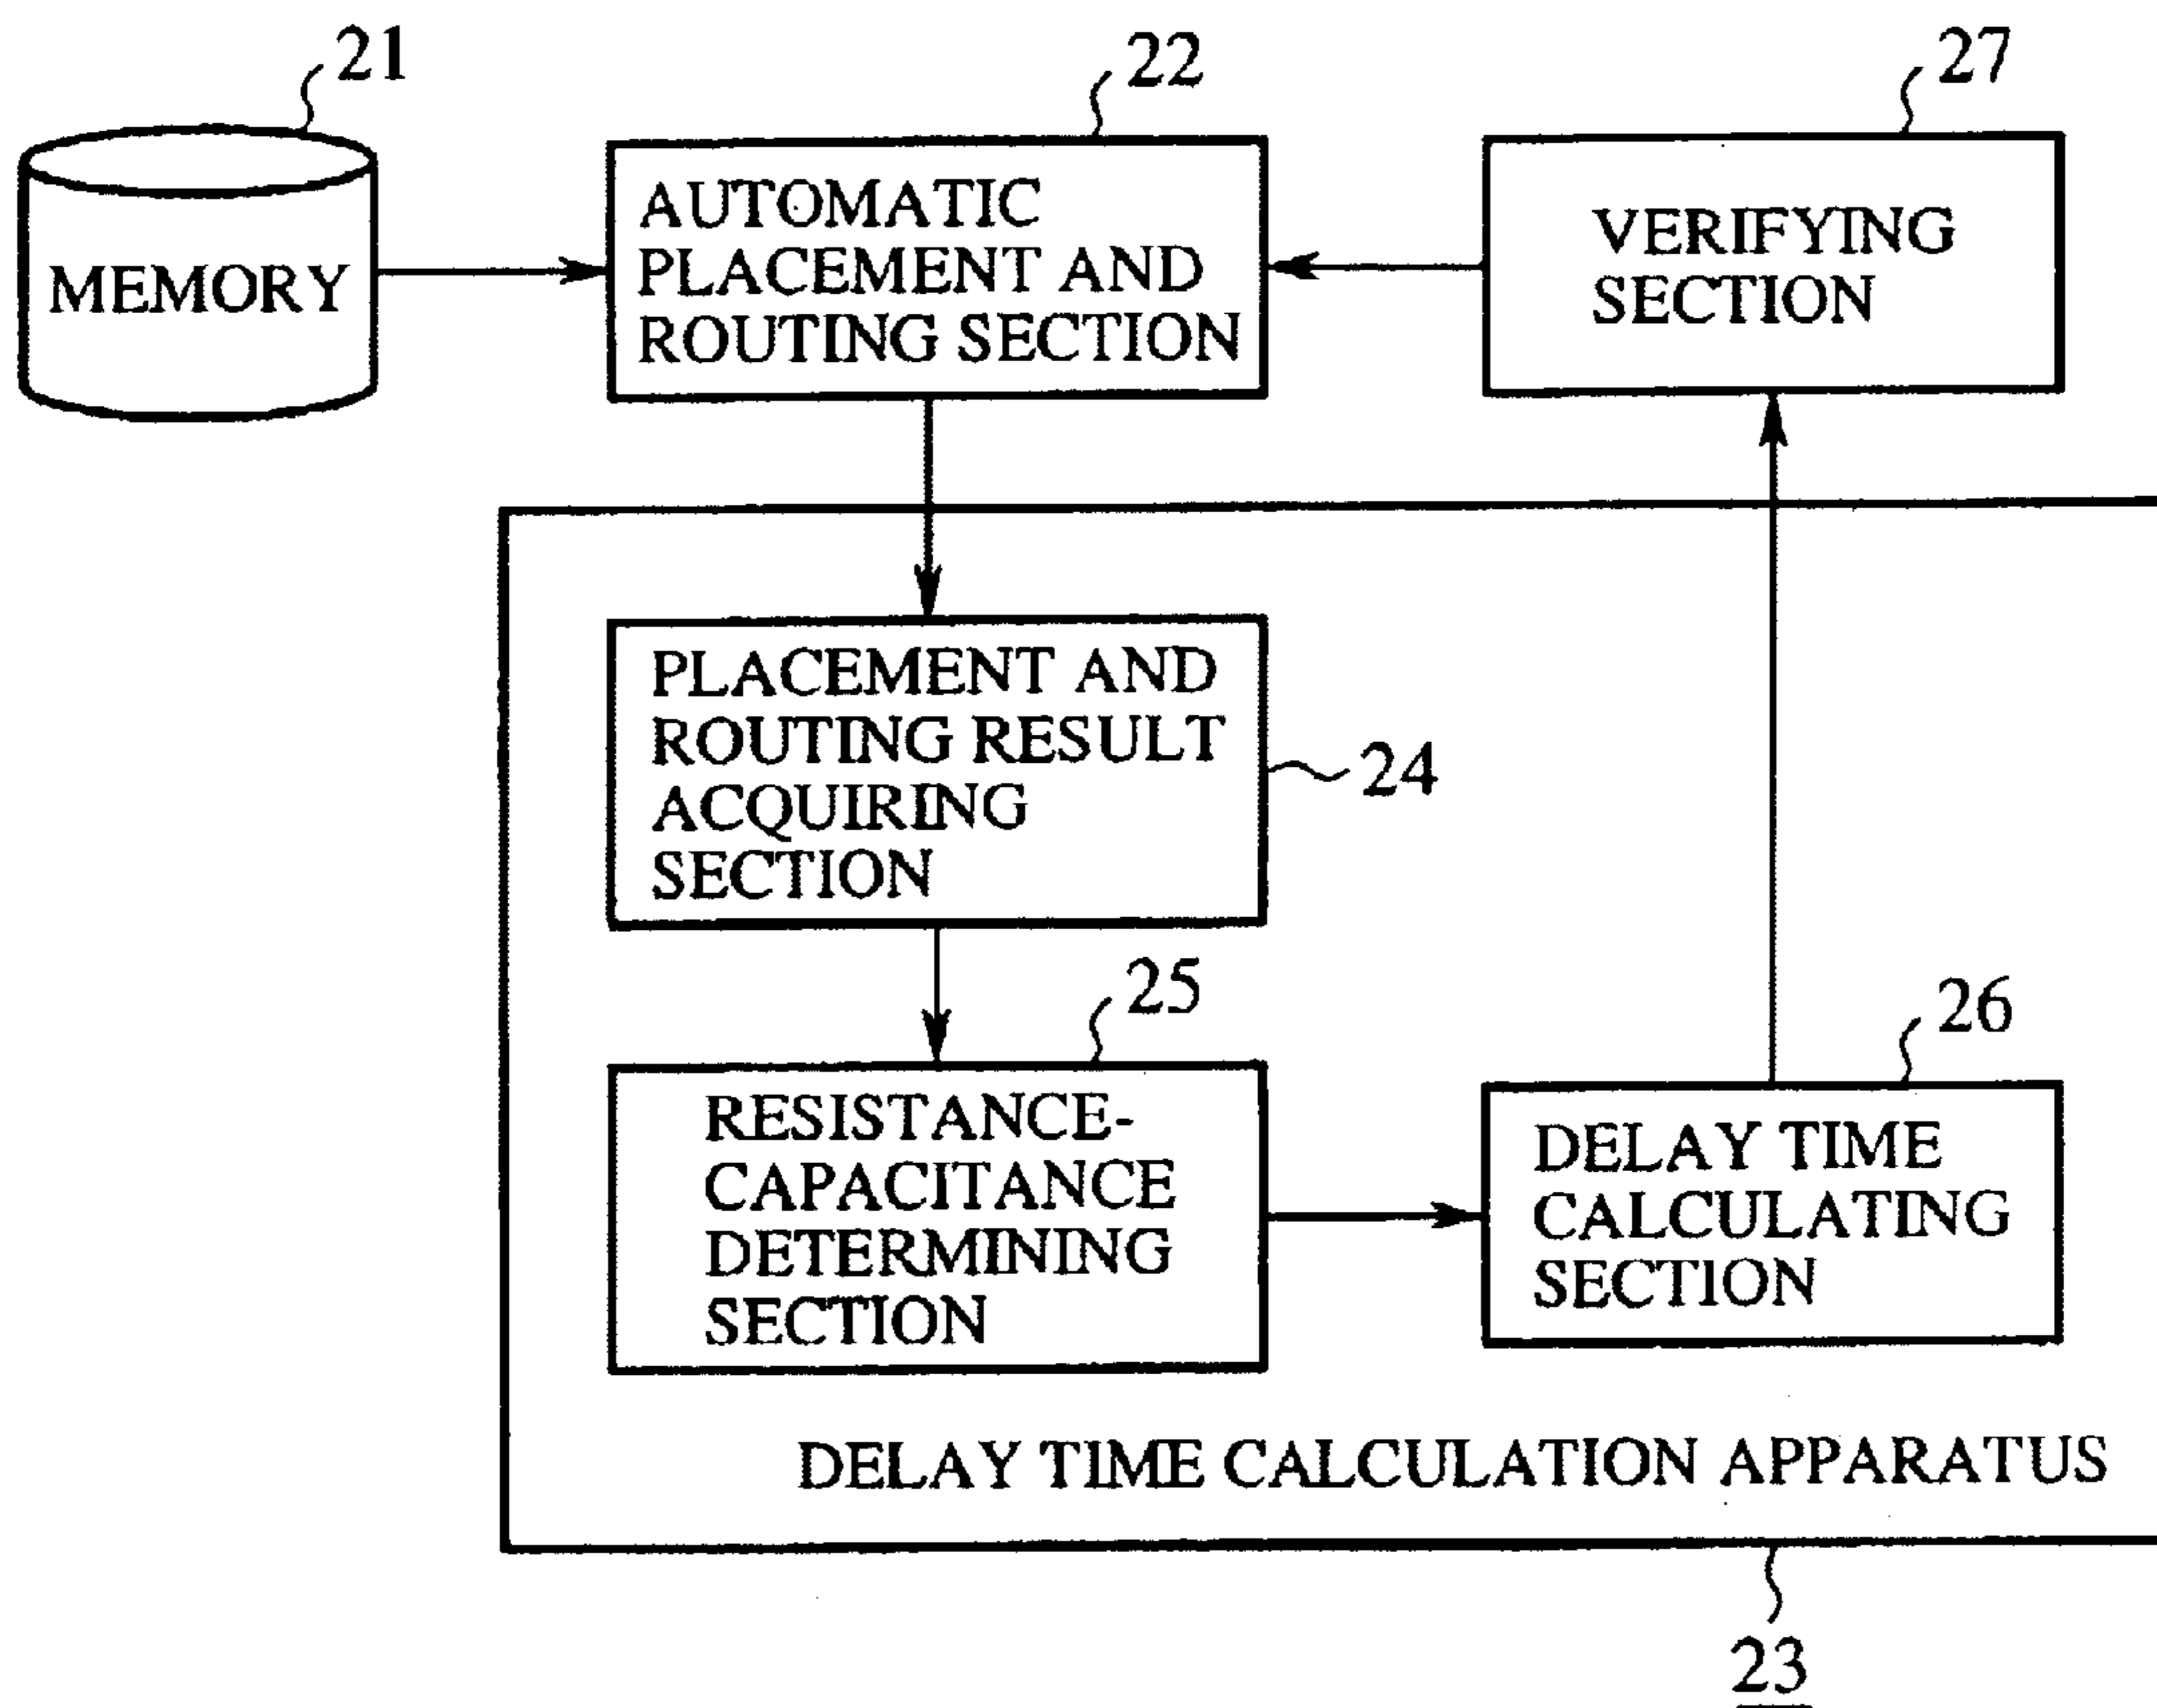 21
22
27
MEMORY
AUTOMATIC
PLACEMENT AND
ROUTING SECTION
VERIFYING
SECTION
PLACEMENT AND
ROUTING RESULT
ACQUIRING
SECTION
24
25
26
RESISTANCE-
CAPACITANCE
DETERMINING
SECTION
DELAY TIME
CALCULATING
SECTION
DELAY TIME CALCULATION APPARATUS
23